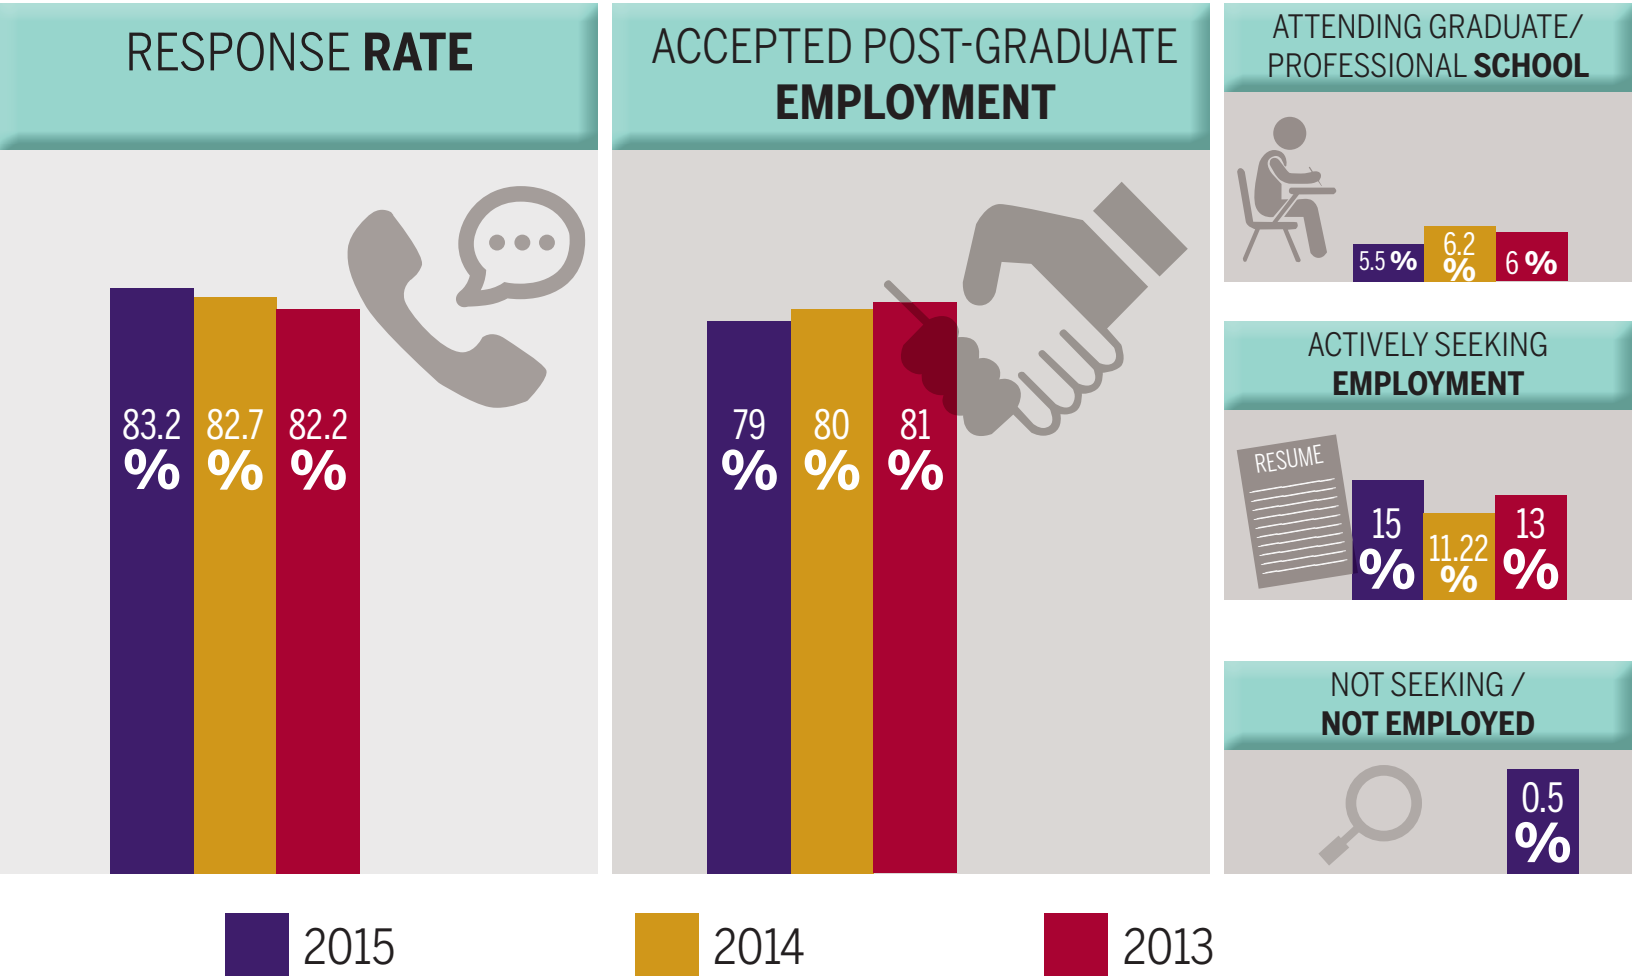 RESPONSE RATE
83.2
%
82.7
%
82.2
%
ACCEPTED POST-GRADUATE
EMPLOYMENT
79
%
80
%
81
%
ATTENDING GRADUATE/
PROFESSIONAL SCHOOL
5.5 %
6.2
%
6 %
ACTIVELY SEEKING
EMPLOYMENT
RESUME
15
%
11.22
%
13
%
NOT SEEKING /
NOT EMPLOYED
0.5
%
2015
2014
2013